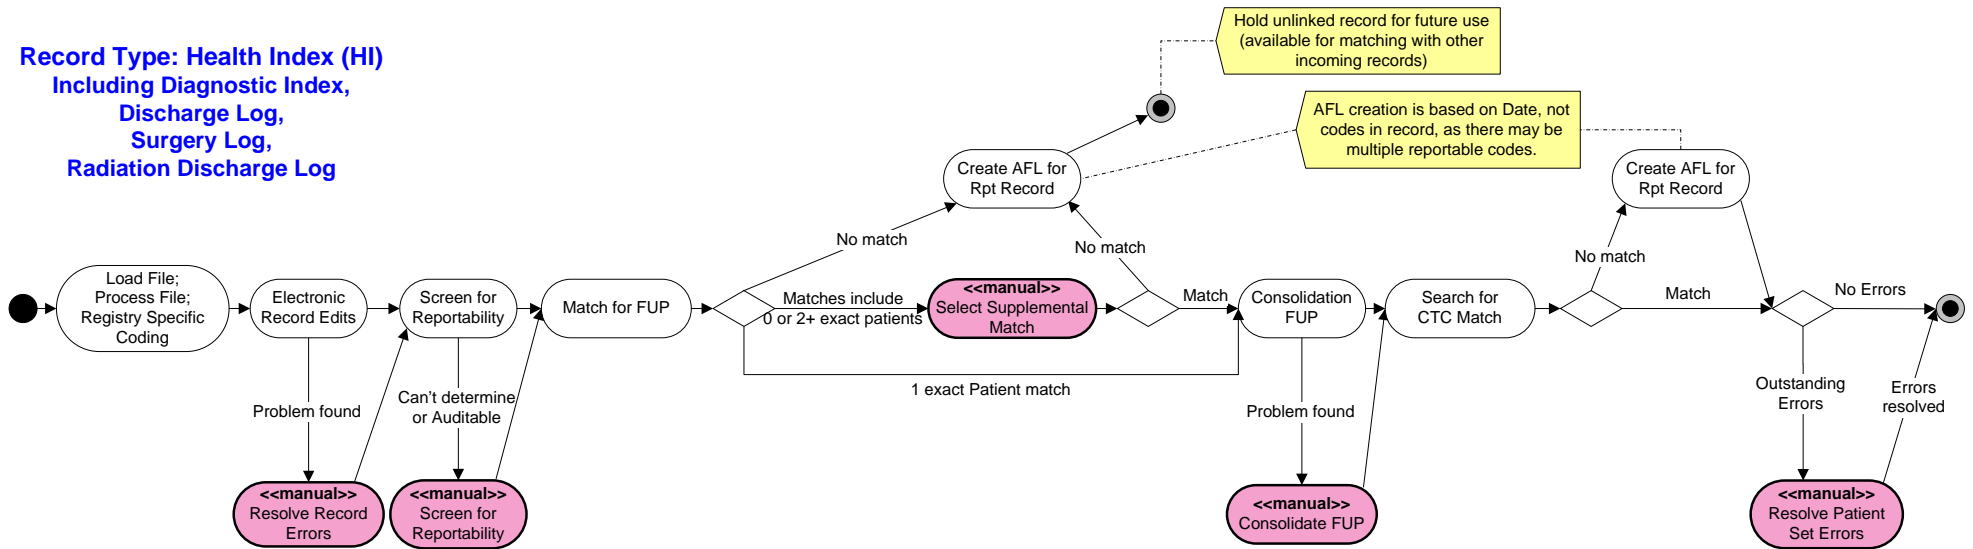 Record Type: Health Index (HI)
Including Diagnostic Index,
Discharge Log,
Surgery Log,
Radiation Discharge Log
Hold unlinked record for future use
(available for matching with other
incoming records)
AFL creation is based on Date, not
codes in record, as there may be
multiple reportable codes.
Create AFL for
Rpt Record
Create AFL for
Rpt Record
No match
No match
No match
Load File;
Process File;
Registry Specific
Coding
Electronic
Record Edits
Screen for
Reportability
Match for FUP
Matches include
0 or 2+ exact patients
<<manual>>
Select Supplemental
Match
Match
Consolidation
FUP
Search for
CTC Match
Match
No Errors
1 exact Patient match
Problem found
Can't determine
or Auditable
Problem found
Outstanding
Errors
Errors
resolved
<<manual>>
Resolve Record
Errors
<<manual>>
Screen for
Reportability
<<manual>>
Consolidate FUP
<<manual>>
Resolve Patient
Set Errors